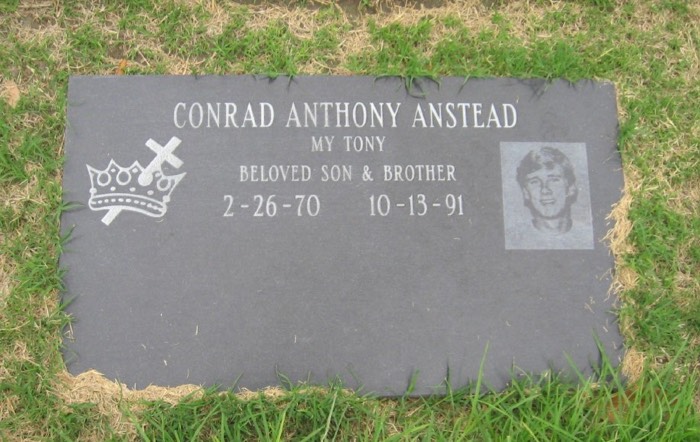 CONRAD ANTHONY ANSTEAD
MY TONY
BELOVED SON & BROTHER
2-26-70 10-13-91